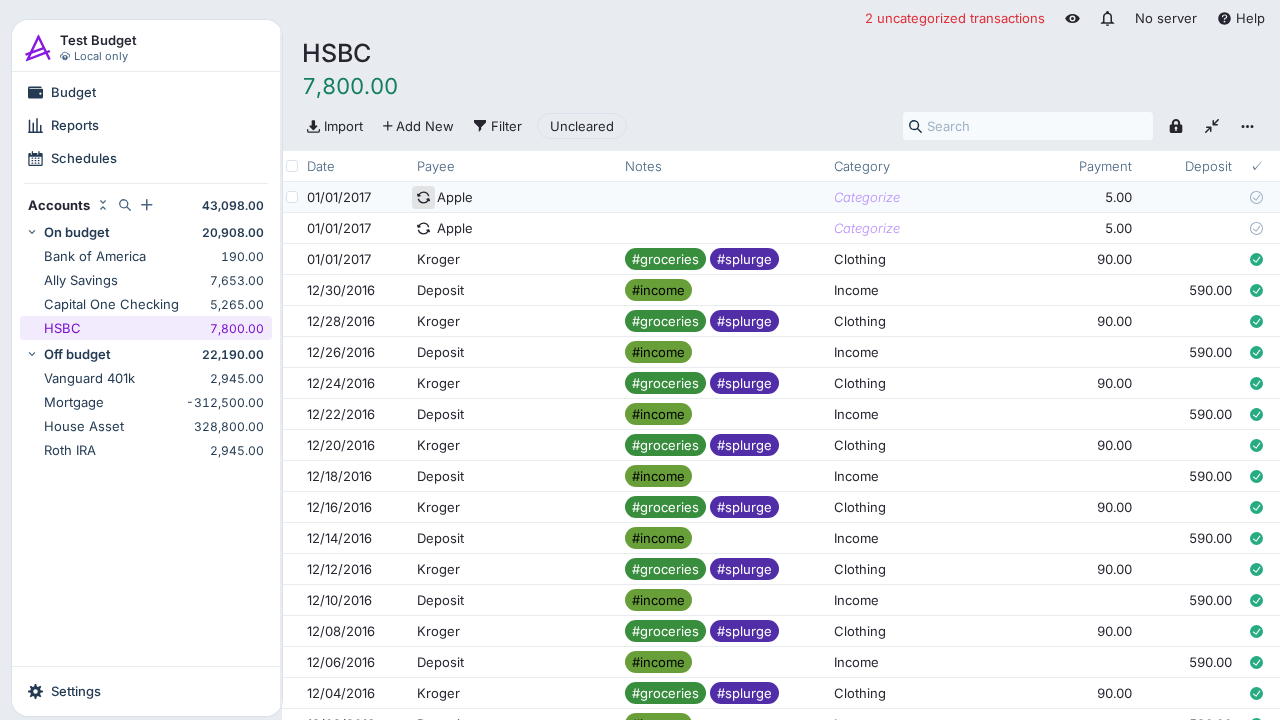 2 uncategorized transactions No server Help
Test Budget
Local only
HSBC
7,800.00
Budget
Reports
Schedules
Accounts 43,098.00
On budget 20,908.00
Bank of America 190.00
Ally Savings 7,653.00
Capital One Checking 5,265.00
HSBC 7,800.00
Off budget 22,190.00
Vanguard 401k 2,945.00
Mortgage -312,500.00
House Asset 328,800.00
Roth IRA 2,945.00
Settings
Import Add New Filter Uncleared Search
Date Payee Notes Category Payment Deposit ✓
01/01/2017 Apple Categorize 5.00
01/01/2017 Apple Categorize 5.00
01/01/2017 Kroger #groceries #splurge Clothing 90.00
12/30/2016 Deposit #income Income 590.00
12/28/2016 Kroger #groceries #splurge Clothing 90.00
12/26/2016 Deposit #income Income 590.00
12/24/2016 Kroger #groceries #splurge Clothing 90.00
12/22/2016 Deposit #income Income 590.00
12/20/2016 Kroger #groceries #splurge Clothing 90.00
12/18/2016 Deposit #income Income 590.00
12/16/2016 Kroger #groceries #splurge Clothing 90.00
12/14/2016 Deposit #income Income 590.00
12/12/2016 Kroger #groceries #splurge Clothing 90.00
12/10/2016 Deposit #income Income 590.00
12/08/2016 Kroger #groceries #splurge Clothing 90.00
12/06/2016 Deposit #income Income 590.00
12/04/2016 Kroger #groceries #splurge Clothing 90.00